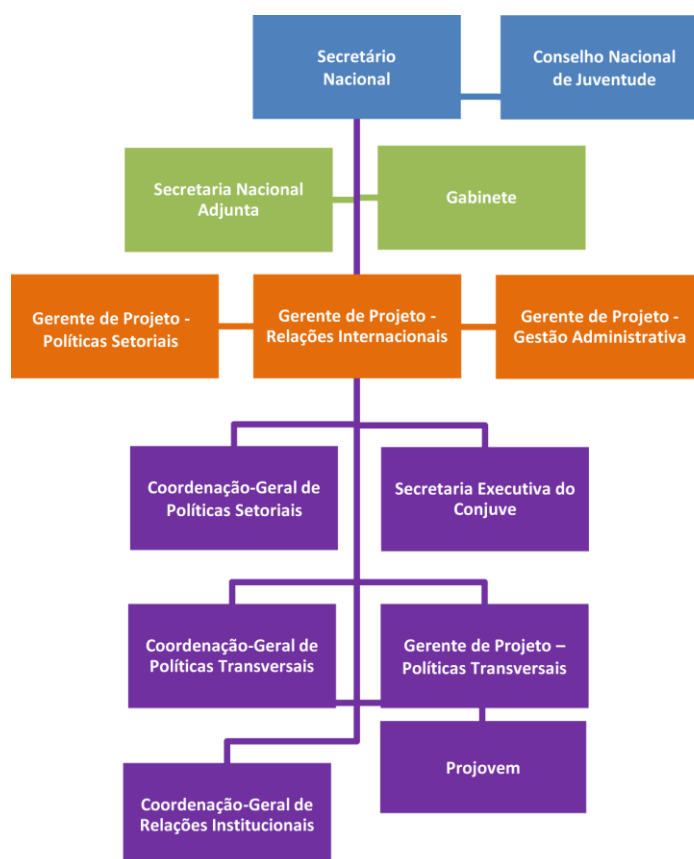 Secretário
Nacional
Conselho Nacional
de Juventude
Secretaria Nacional
Adjunta
Gabinete
Gerente de Projeto -
Políticas Setoriais
Gerente de Projeto -
Relações Internacionais
Gerente de Projeto -
Gestão Administrativa
Coordenação-Geral de
Políticas Setoriais
Secretaria Executiva do
Conjuve
Coordenação-Geral de
Políticas Transversais
Gerente de Projeto –
Políticas Transversais
Projovem
Coordenação-Geral de
Relações Institucionais